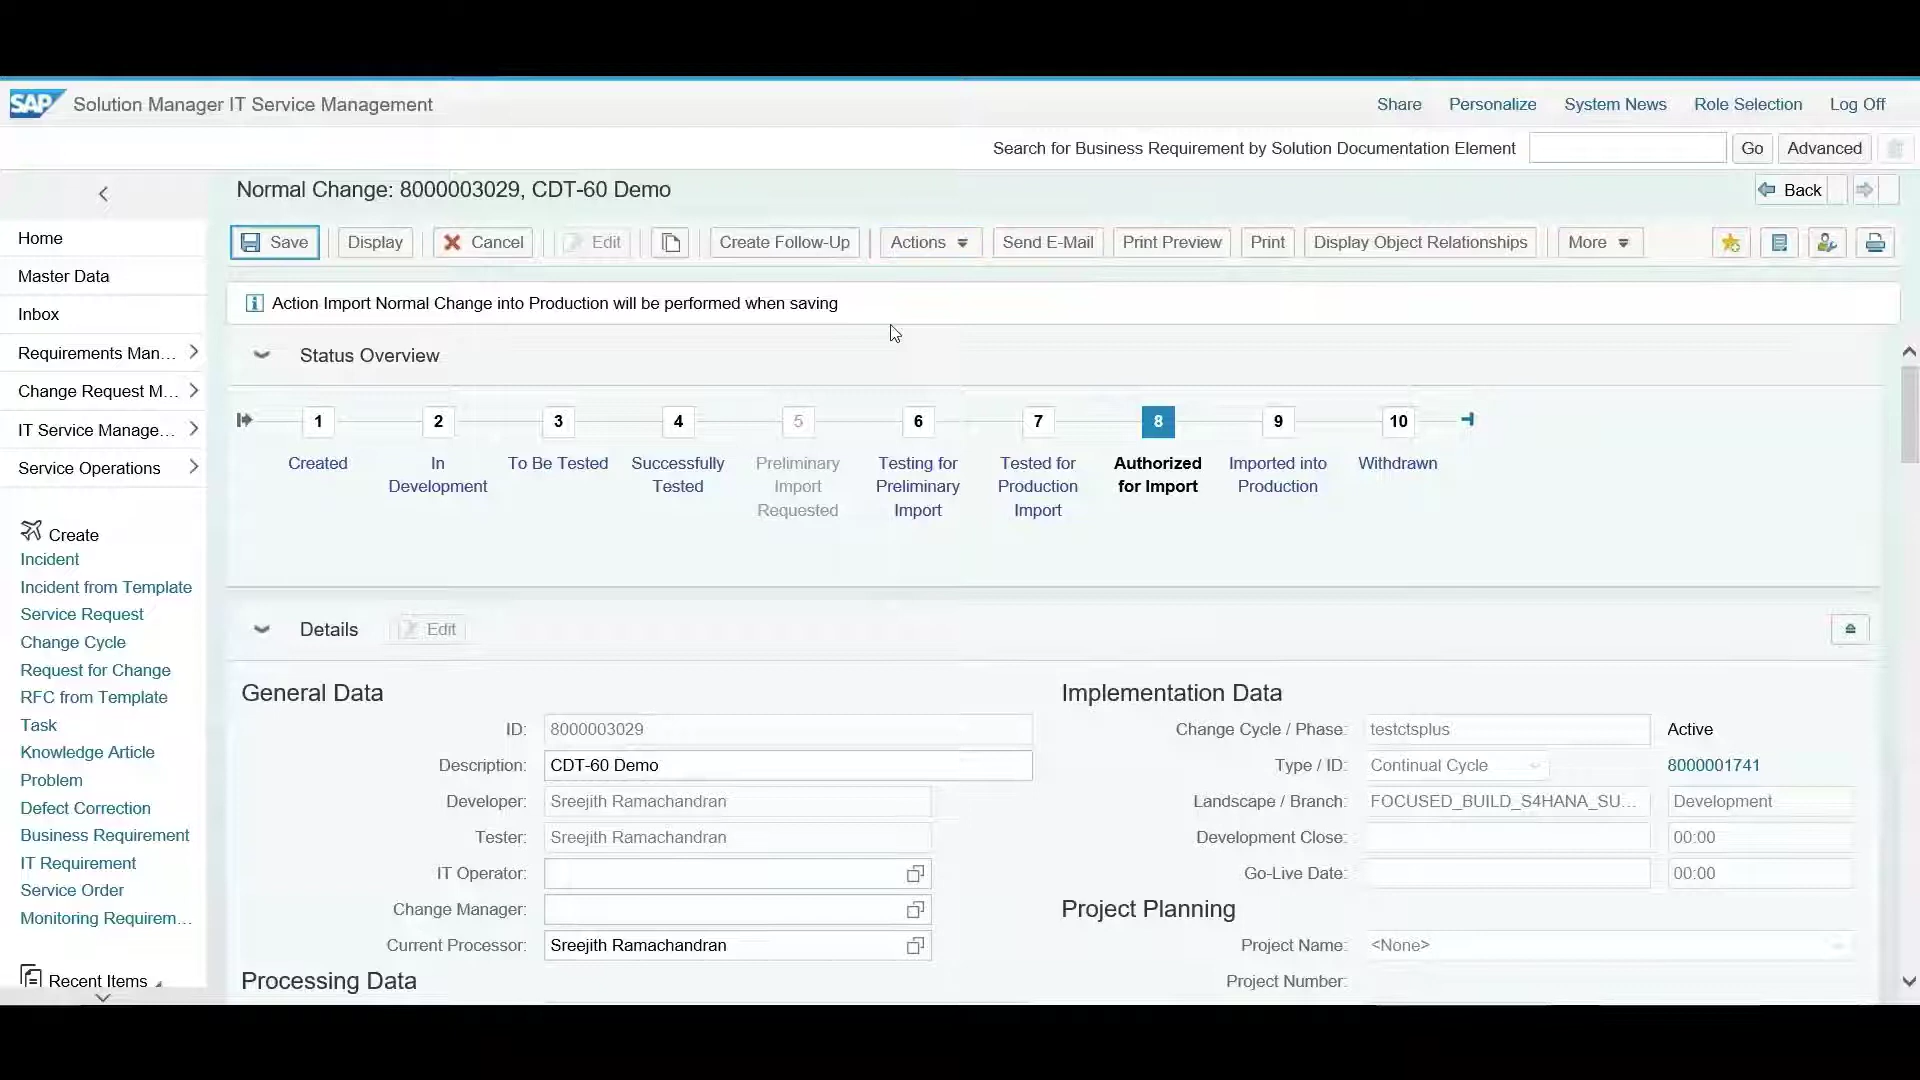 SAP Solution Manager IT Service Management
Share Personalize System News Role Selection Log Off
Search for Business Requirement by Solution Documentation Element Go Advanced
Normal Change: 8000003029, CDT-60 Demo
Back
Save Display Cancel Edit Create Follow-Up Actions Send E-Mail Print Preview Print Display Object Relationships More
Action Import Normal Change into Production will be performed when saving
Home
Master Data
Inbox
Requirements Man...
Change Request M...
IT Service Manage...
Service Operations
Create
Incident
Incident from Template
Service Request
Change Cycle
Request for Change
RFC from Template
Task
Knowledge Article
Problem
Defect Correction
Business Requirement
IT Requirement
Service Order
Monitoring Requirem...
Recent Items
Status Overview
1 2 3 4 5 6 7 8 9 10
Created
In
Development
To Be Tested
Successfully
Tested
Preliminary
Import
Requested
Testing for
Preliminary
Import
Tested for
Production
Import
Authorized
for Import
Imported into
Production
Withdrawn
Details Edit
General Data
ID: 8000003029
Description: CDT-60 Demo
Developer: Sreejith Ramachandran
Tester: Sreejith Ramachandran
IT Operator:
Change Manager:
Current Processor: Sreejith Ramachandran
Processing Data
Implementation Data
Change Cycle / Phase: testctsplus Active
Type / ID: Continual Cycle 8000001741
Landscape / Branch: FOCUSED_BUILD_S4HANA_SU... Development
Development Close: 00:00
Go-Live Date: 00:00
Project Planning
Project Name: <None>
Project Number: